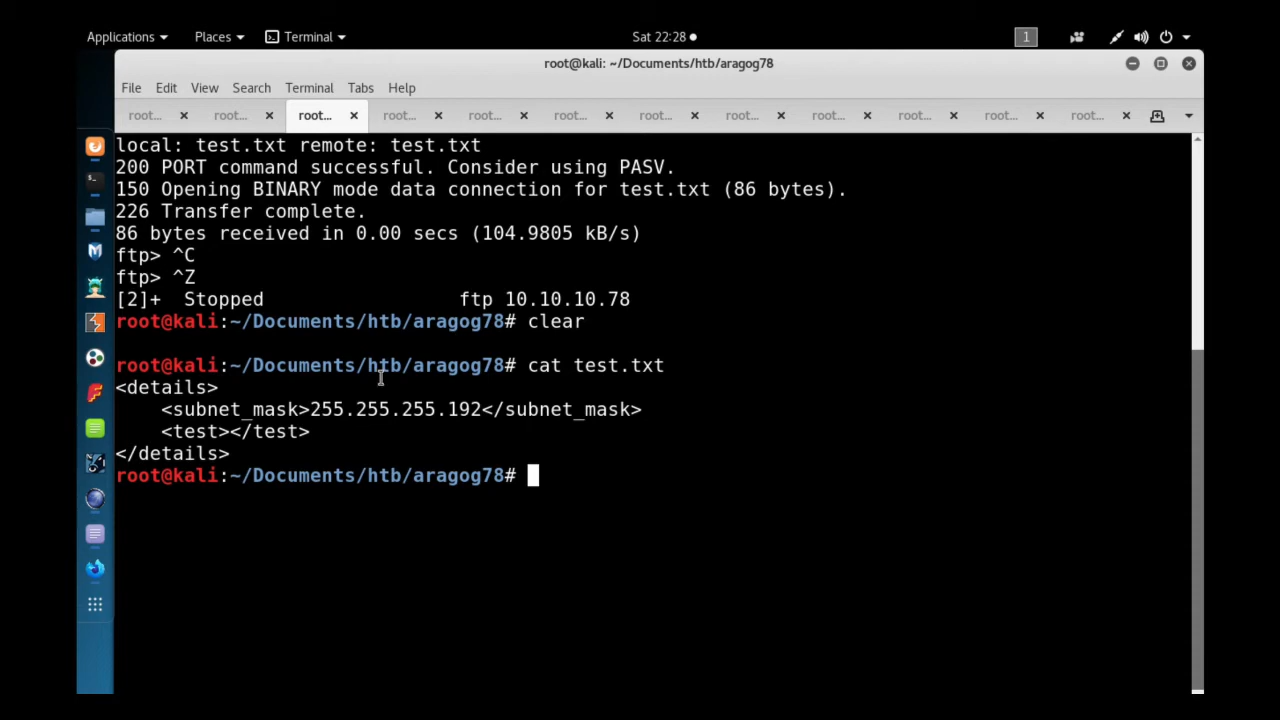 Applications Places Terminal Sat 22:28 1
root@kali: ~/Documents/htb/aragog78
File Edit View Search Terminal Tabs Help
root... root... root... root... root... root... root... root... root... root... root... root...
local: test.txt remote: test.txt
200 PORT command successful. Consider using PASV.
150 Opening BINARY mode data connection for test.txt (86 bytes).
226 Transfer complete.
86 bytes received in 0.00 secs (104.9805 kB/s)
ftp> ^C
ftp> ^Z
[2]+  Stopped                 ftp 10.10.10.78
root@kali:~/Documents/htb/aragog78# clear
root@kali:~/Documents/htb/aragog78# cat test.txt
<details>
    <subnet_mask>255.255.255.192</subnet_mask>
    <test></test>
</details>
root@kali:~/Documents/htb/aragog78#